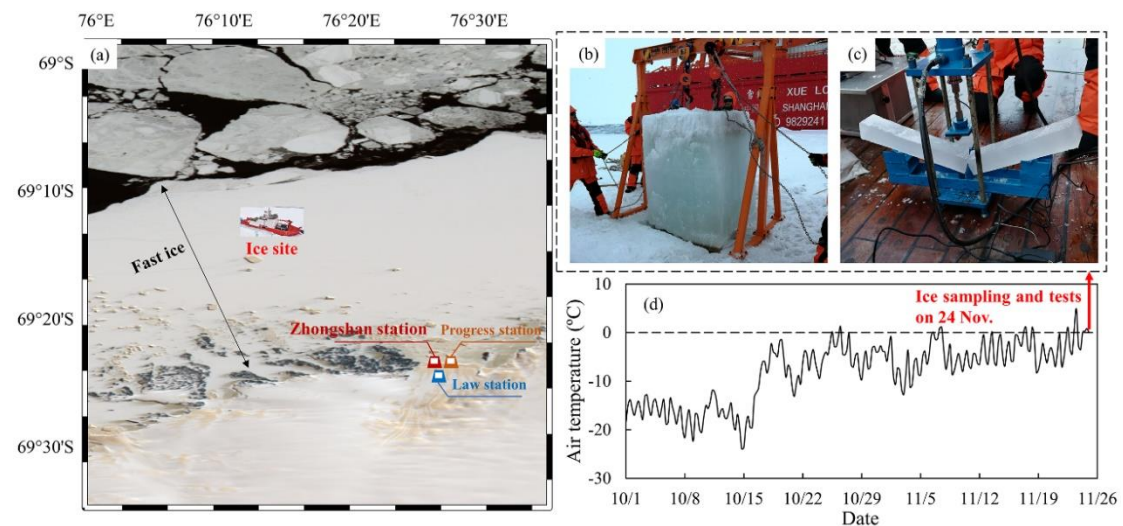 76°E 76°10'E 76°20'E 76°30'E
(a)
69°S
69°10'S
69°20'S
69°30'S
Fast ice
Ice site
Zhongshan station
Progress station
Law station
(b)
XUE LO
SHANGHA
9829241
(c)
(d)
Ice sampling and tests
on 24 Nov.
Air temperature (°C)
10
0
-10
-20
-30
10/1 10/8 10/15 10/22 10/29 11/5 11/12 11/19 11/26
Date